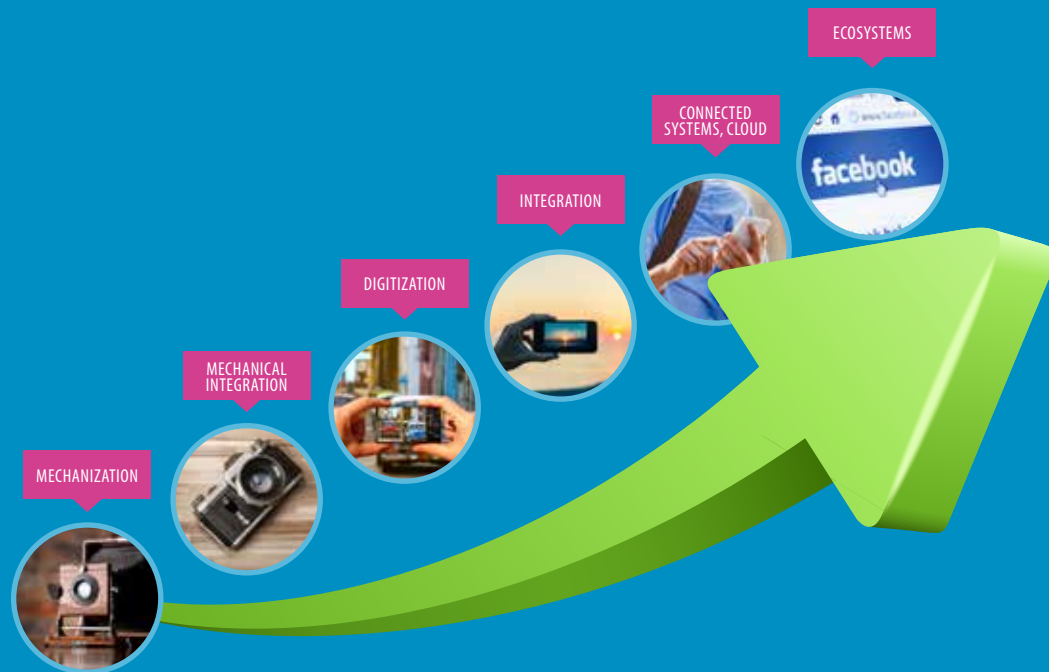 ECOSYSTEMS
CONNECTED
SYSTEMS, CLOUD
facebook
INTEGRATION
DIGITIZATION
MECHANICAL
INTEGRATION
MECHANIZATION